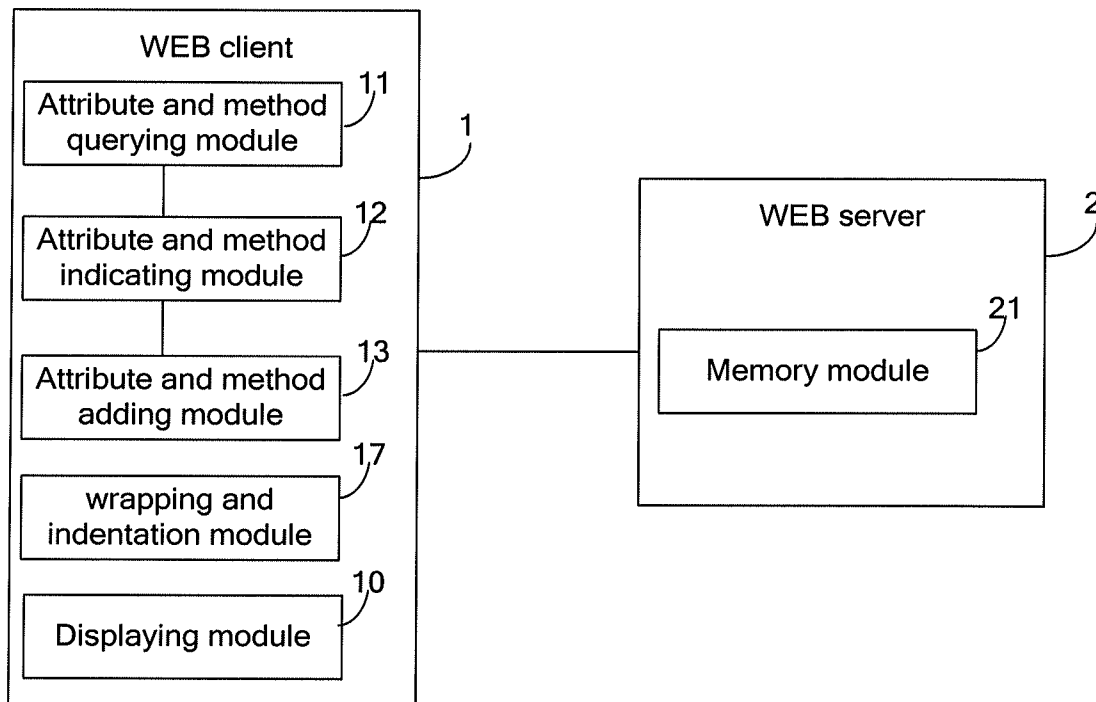 WEB client
11
Attribute and method
querying module
1
12
Attribute and method
indicating module
13
Attribute and method
adding module
17
wrapping and
indentation module
10
Displaying module
WEB server
2
21
Memory module